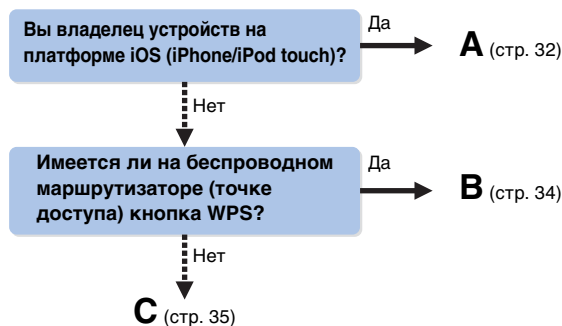 Вы владелец устройств на
платформе iOS (iPhone/iPod touch)?
Да
A (стр. 32)
Нет
Имеется ли на беспроводном
маршрутизаторе (точке
доступа) кнопка WPS?
Да
B (стр. 34)
Нет
C (стр. 35)